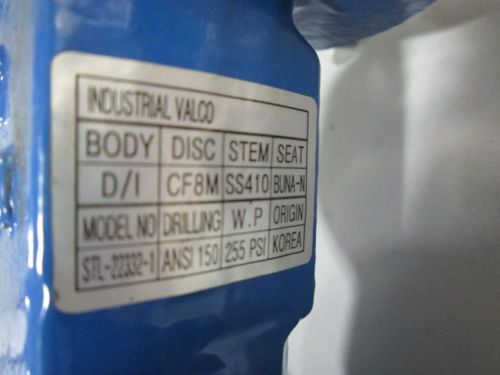 INDUSTRIAL VALCO
BODY DISC STEM SEAT
D/I CF8M SS410 BUNA-N
MODEL NO DRILLING W.P ORIGIN
STL-22332-1 ANSI 150 255 PSI KOREA